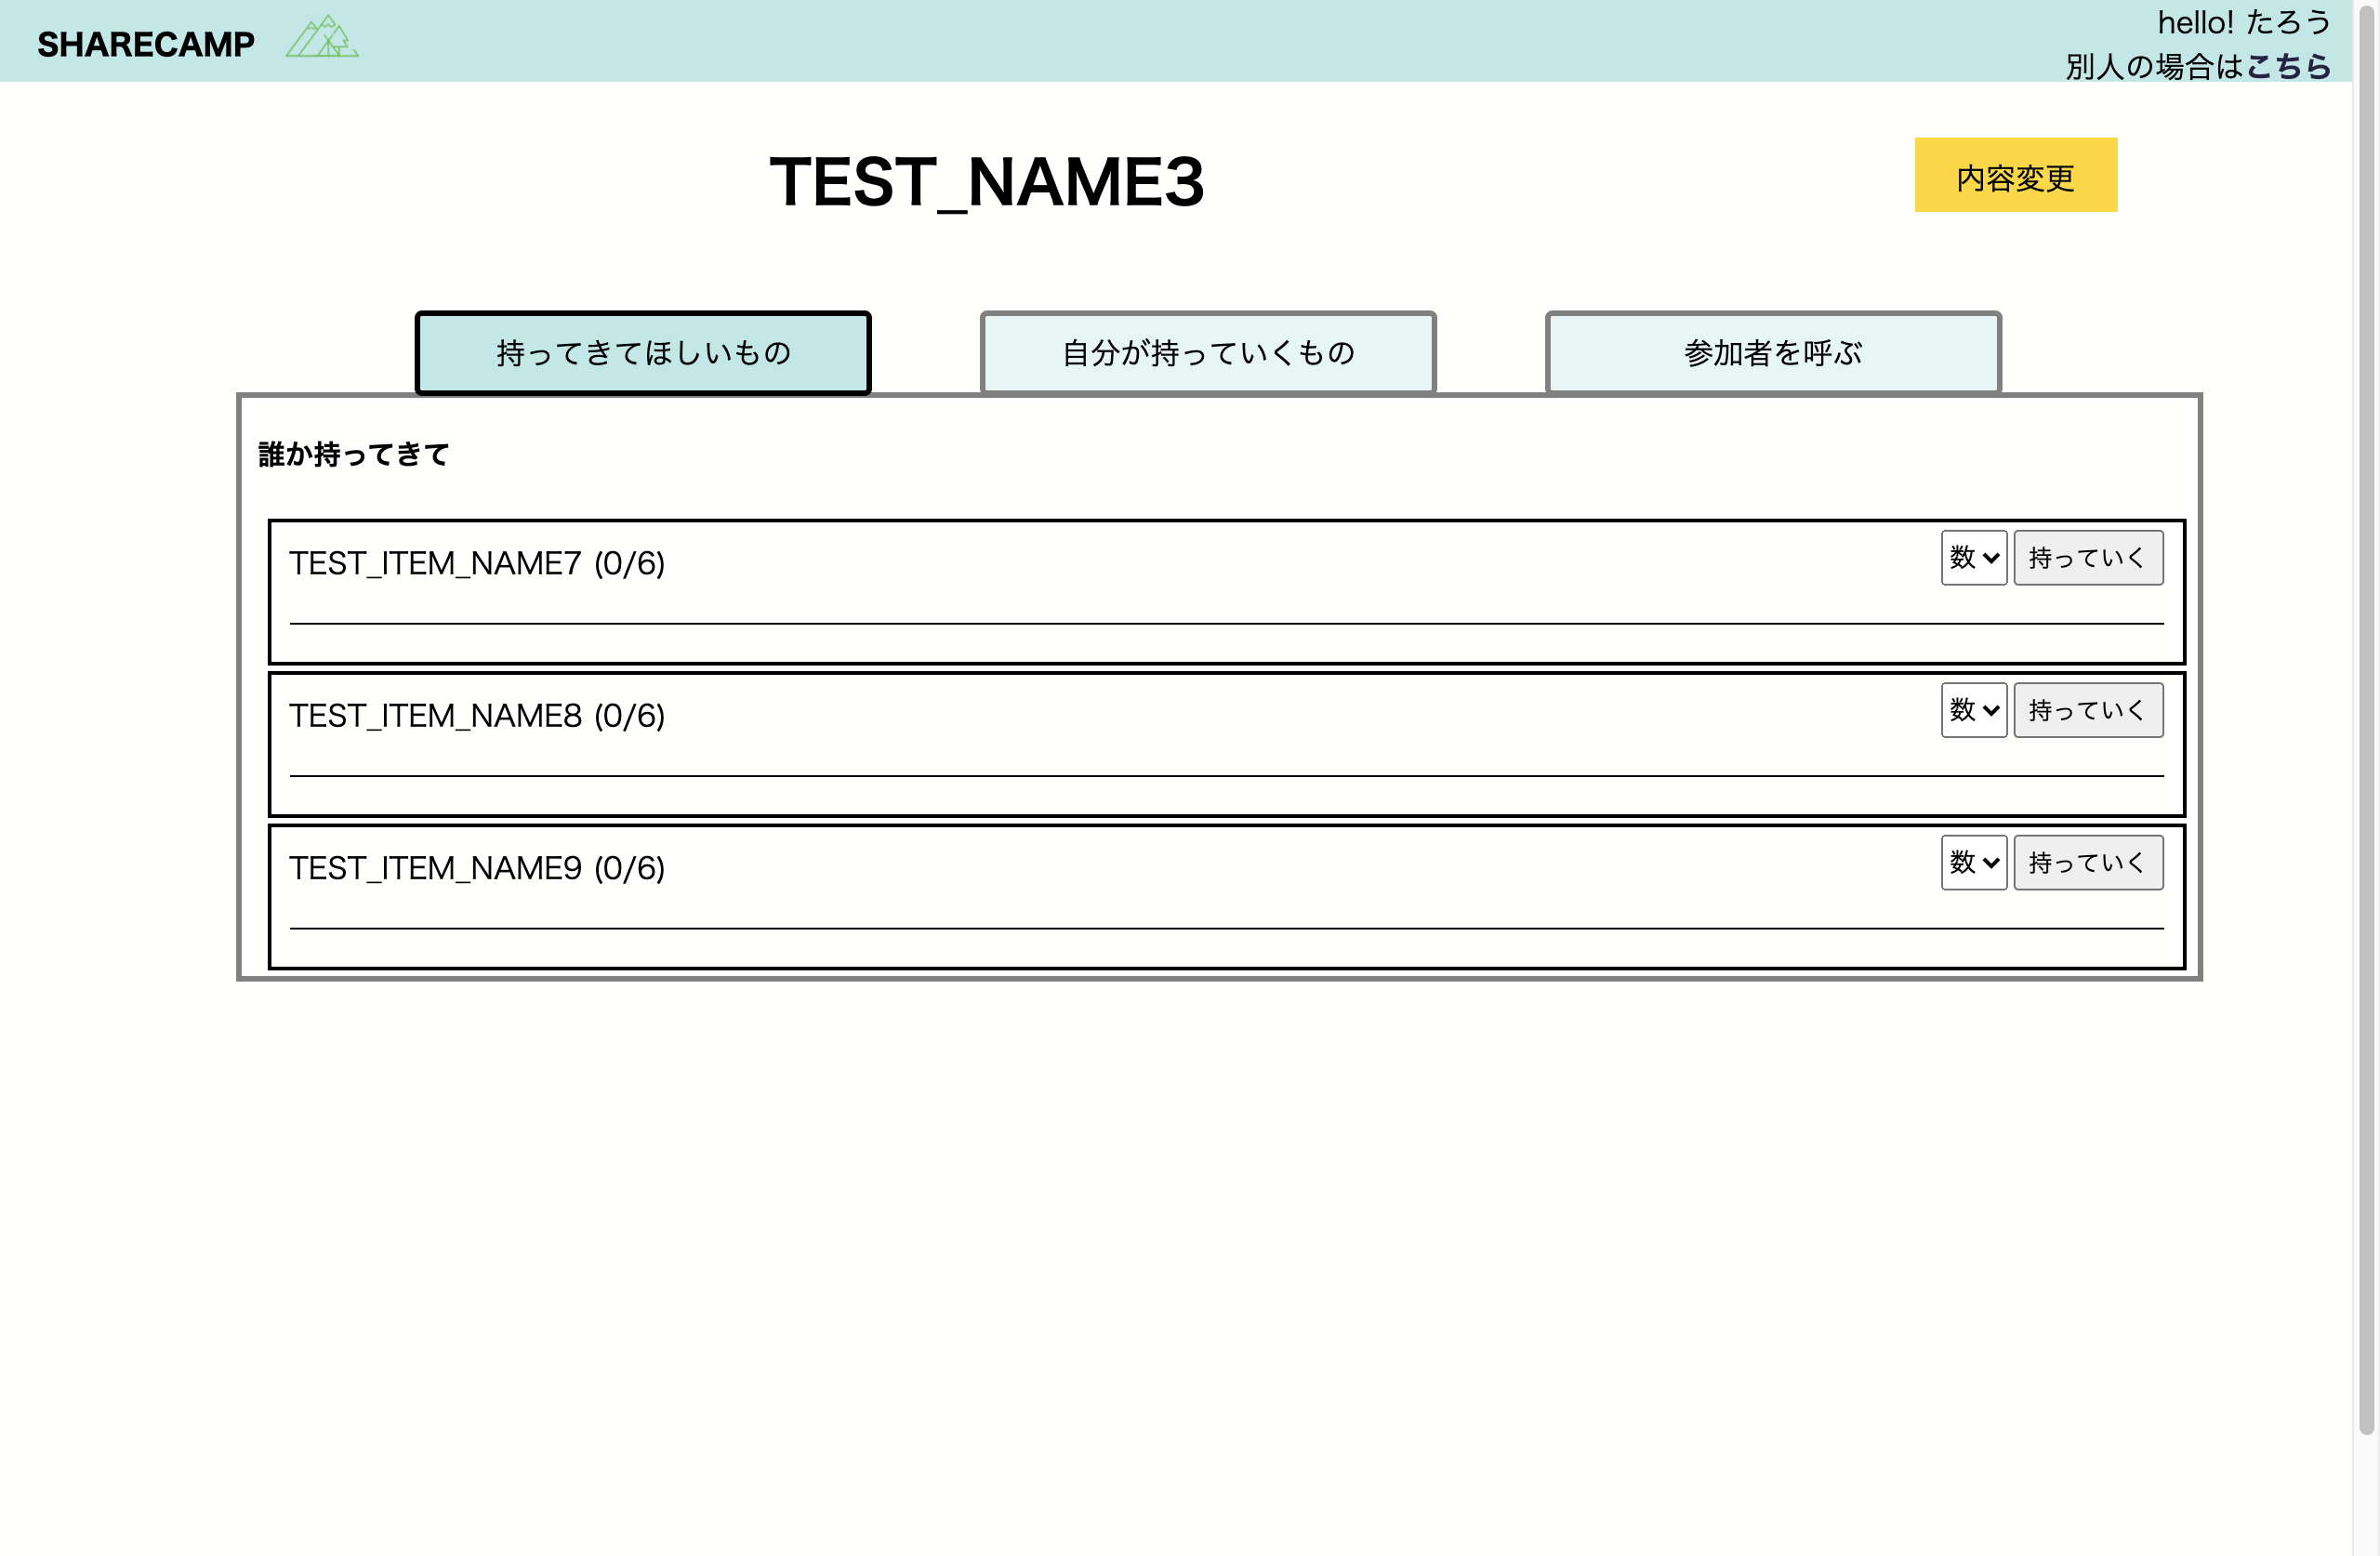 SHARECAMP
hello! たろう
別人の場合はこちら
TEST_NAME3
内容変更
持ってきてほしいもの
自分が持っていくもの
参加者を呼ぶ
誰か持ってきて
TEST_ITEM_NAME7 (0/6)
数 持っていく
TEST_ITEM_NAME8 (0/6)
数 持っていく
TEST_ITEM_NAME9 (0/6)
数 持っていく